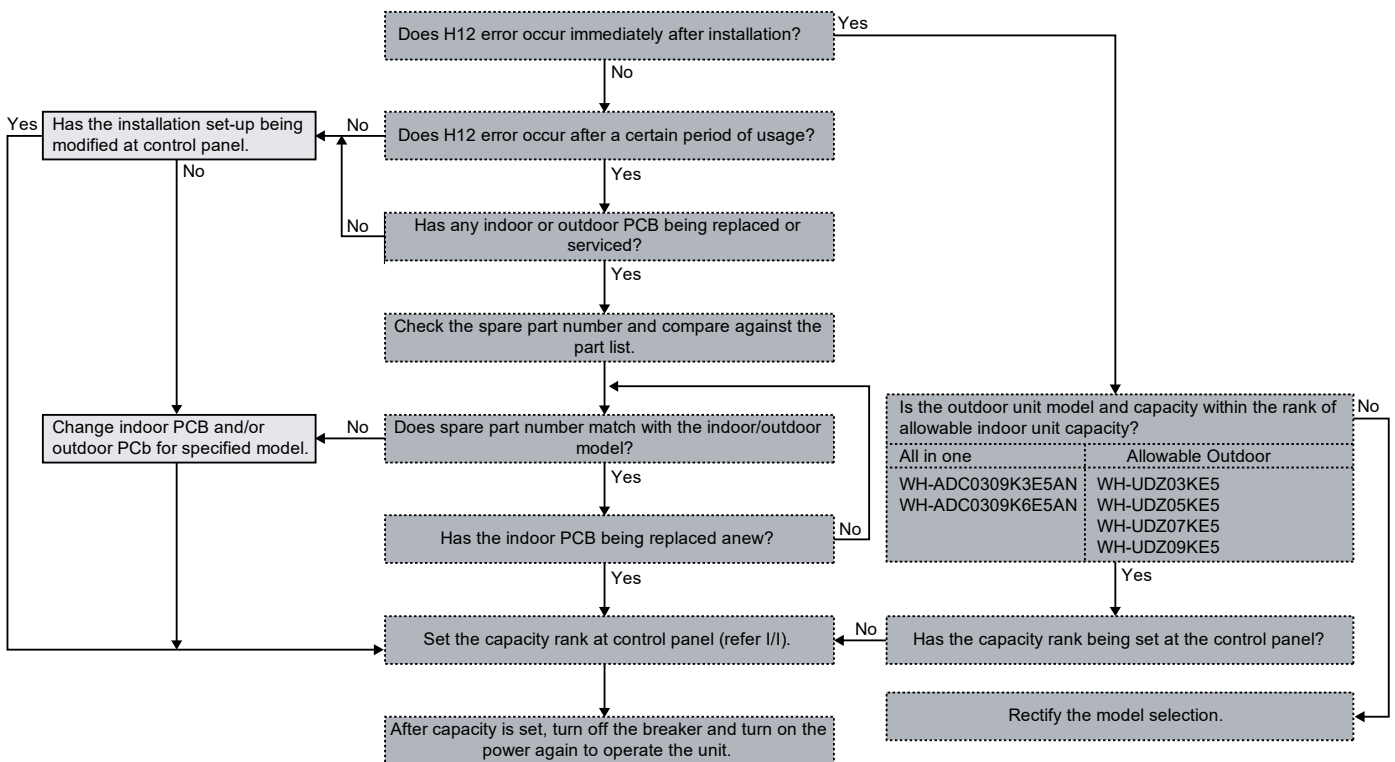 Does H12 error occur immediately after installation?
Yes
No
Yes
Has the installation set-up being
modified at control panel.
No
Does H12 error occur after a certain period of usage?
No
Yes
No
Has any indoor or outdoor PCB being replaced or
serviced?
Yes
Check the spare part number and compare against the
part list.
Change indoor PCB and/or
outdoor PCb for specified model.
No
Does spare part number match with the indoor/outdoor
model?
Yes
Has the indoor PCB being replaced anew?
No
Yes
Is the outdoor unit model and capacity within the rank of
allowable indoor unit capacity?
No
All in one
Allowable Outdoor
WH-ADC0309K3E5AN
WH-UDZ03KE5
WH-ADC0309K6E5AN
WH-UDZ05KE5
WH-UDZ07KE5
WH-UDZ09KE5
Yes
Set the capacity rank at control panel (refer I/I).
No
Has the capacity rank being set at the control panel?
Rectify the model selection.
After capacity is set, turn off the breaker and turn on the
power again to operate the unit.